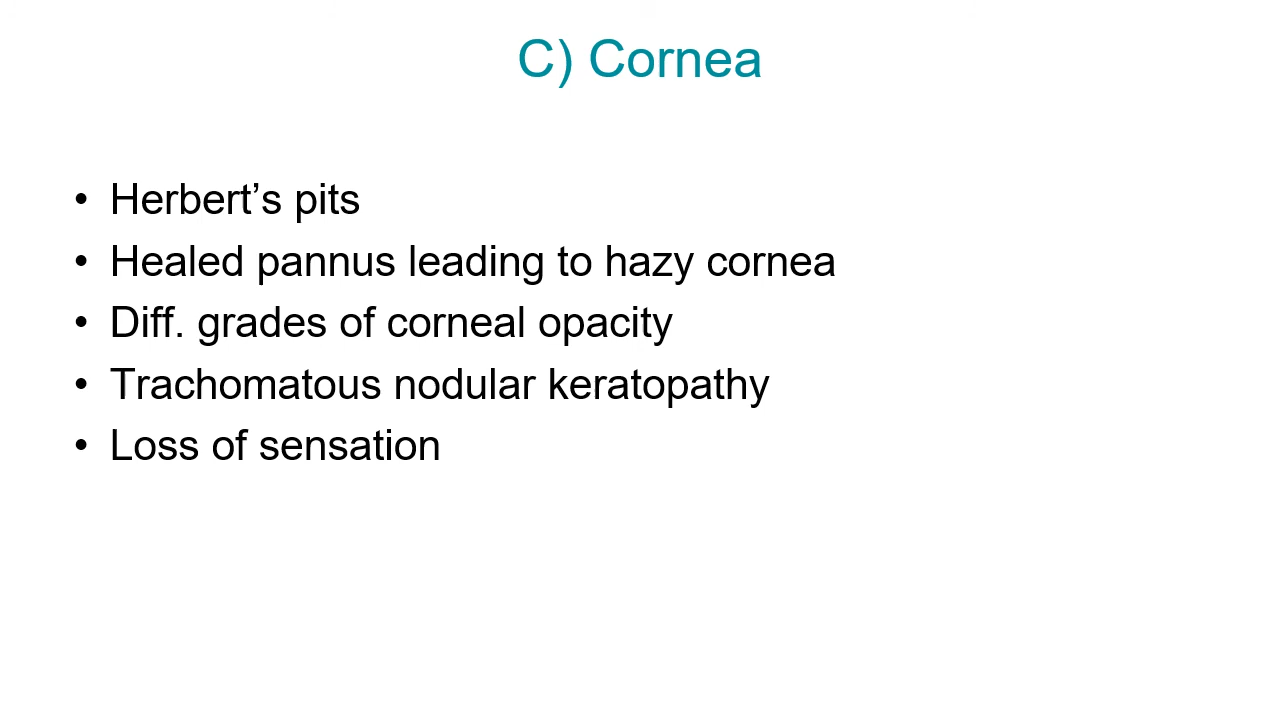 C) Cornea
• Herbert’s pits
• Healed pannus leading to hazy cornea
• Diff. grades of corneal opacity
• Trachomatous nodular keratopathy
• Loss of sensation